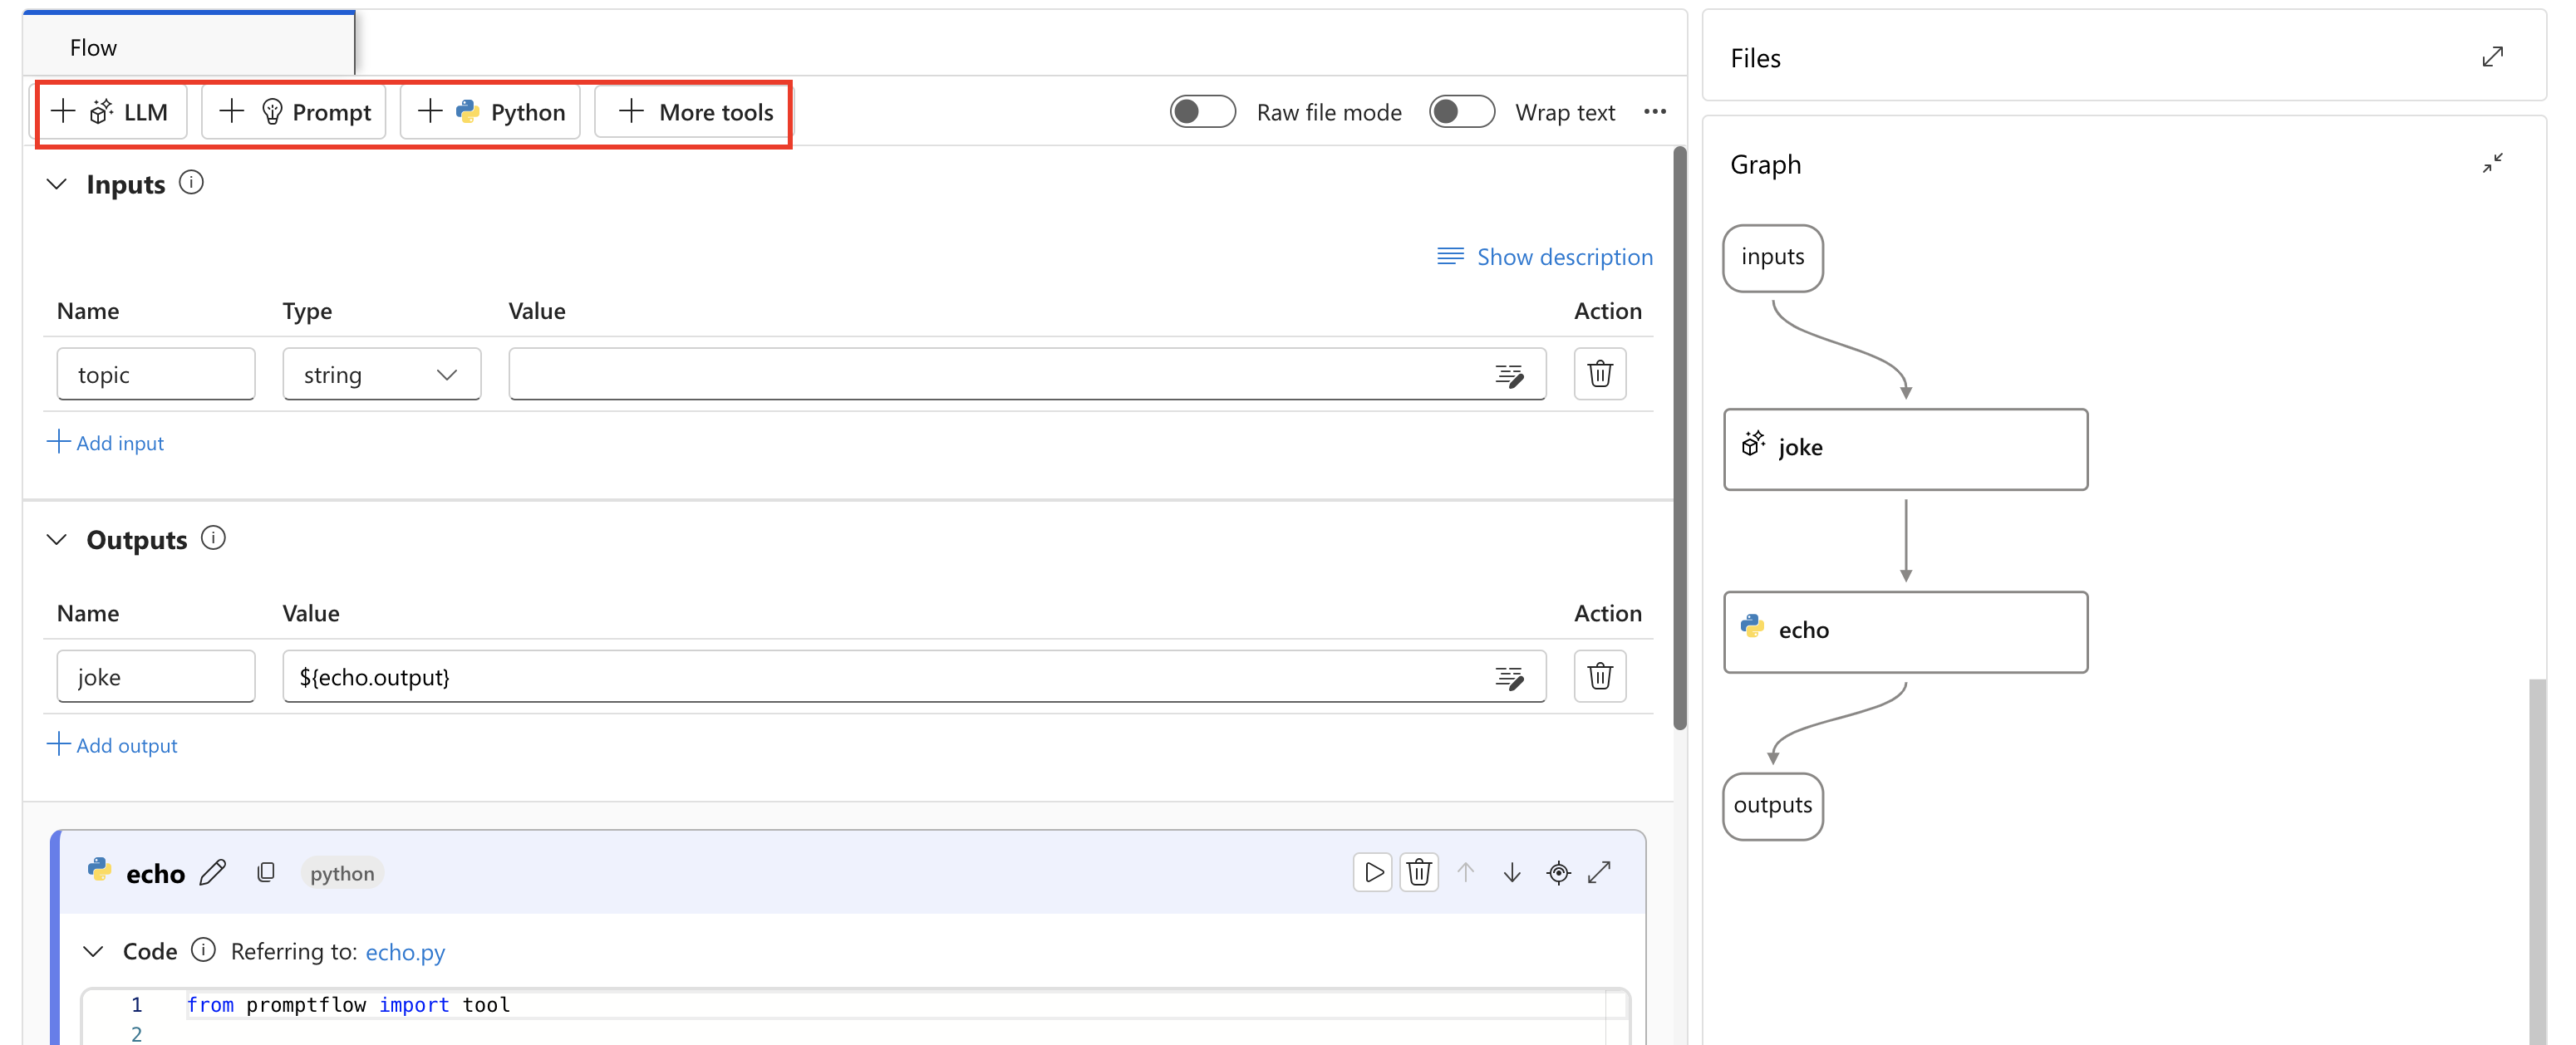 Flow
LLM Prompt Python More tools Raw file mode Wrap text
Inputs
Show description
Name Type Value Action
topic string
Add input
Outputs
Name Value Action
joke ${echo.output}
Add output
echo python
Code Referring to: echo.py
1 from promptflow import tool
2
Files
Graph
inputs
joke
echo
outputs